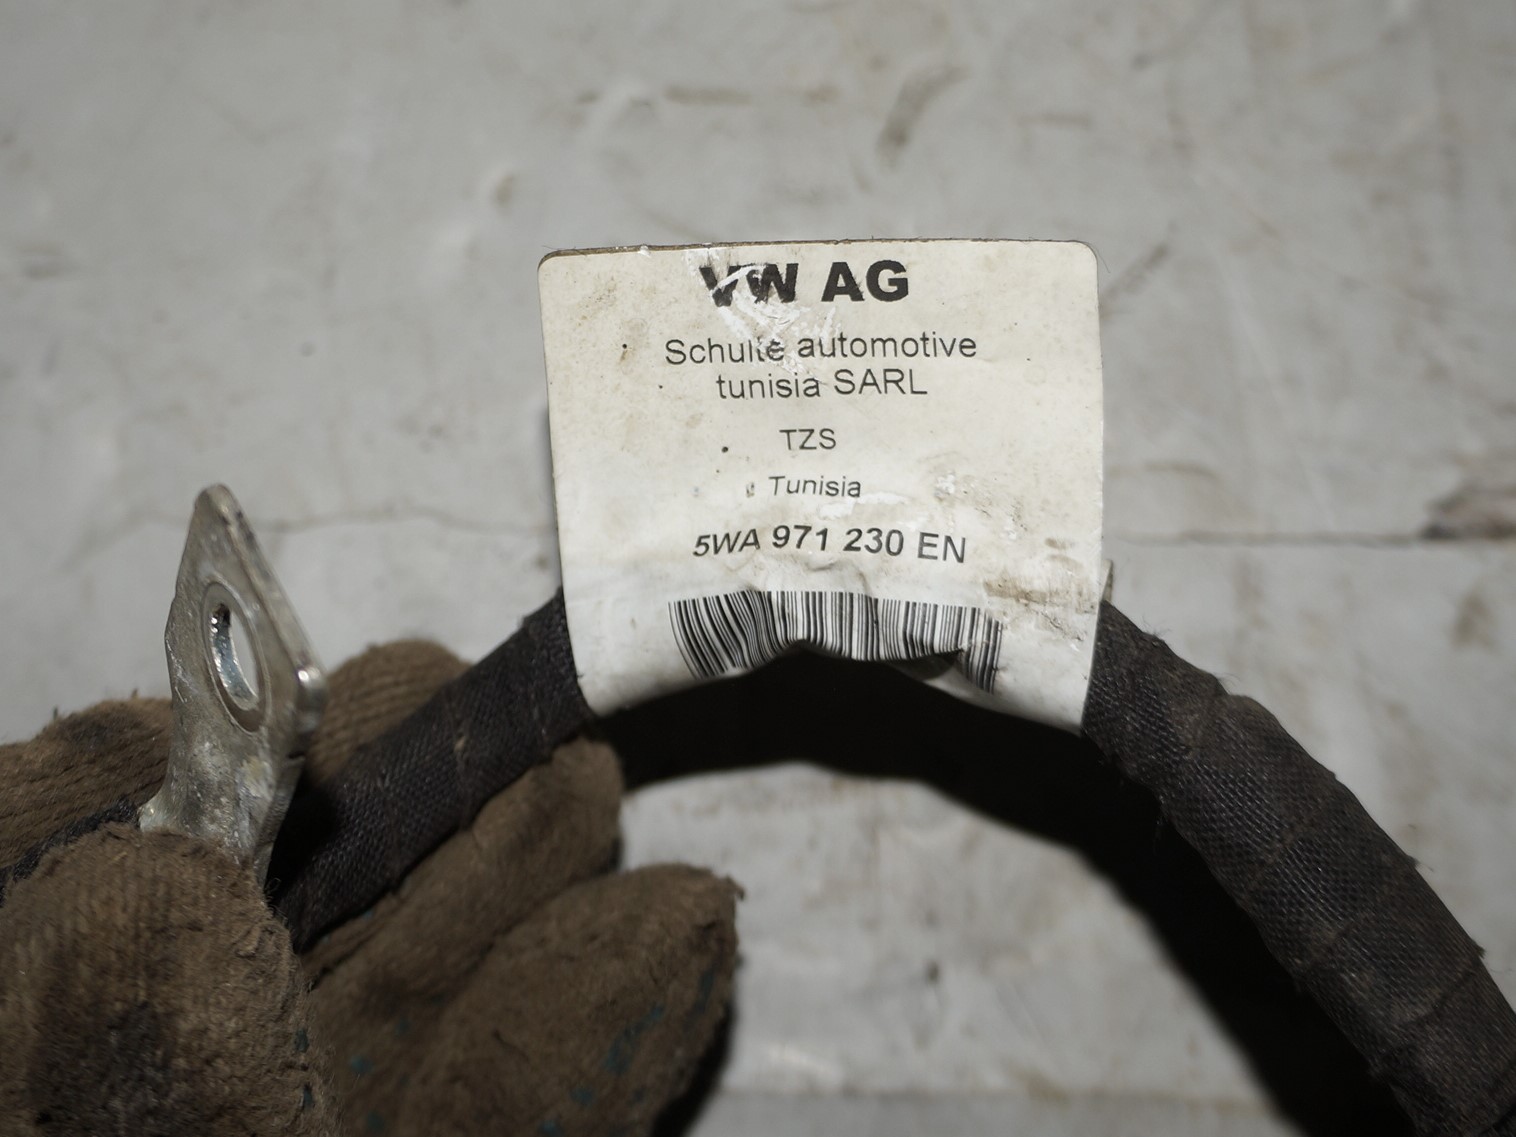 VW AG
Schulte automotive
tunisia SARL
TZS
Tunisia
5WA 971 230 EN